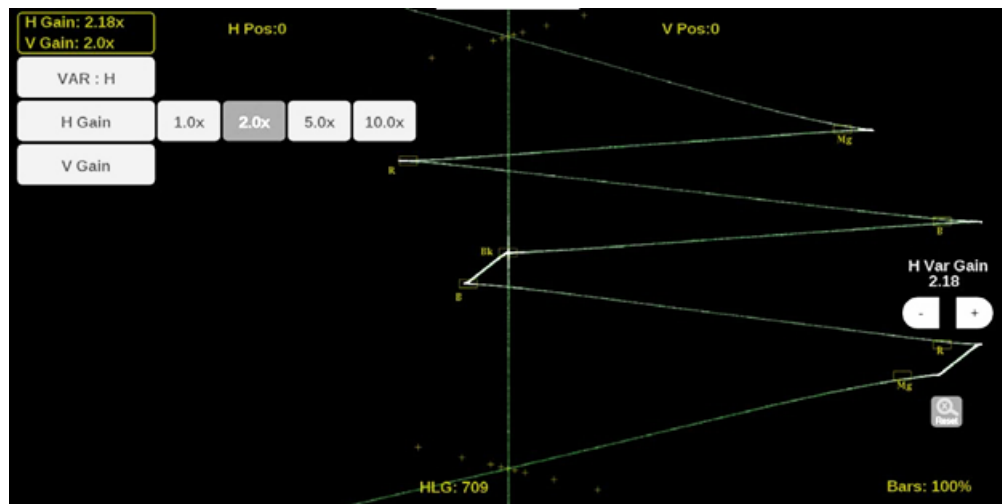 H Gain: 2.18x
V Gain: 2.0x
H Pos:0
V Pos:0
VAR : H
H Gain
1.0x
2.0x
5.0x
10.0x
V Gain
Mg
R
B
Bk
B
H Var Gain
2.18
-
+
R
Mg
Reset
HLG: 709
Bars: 100%